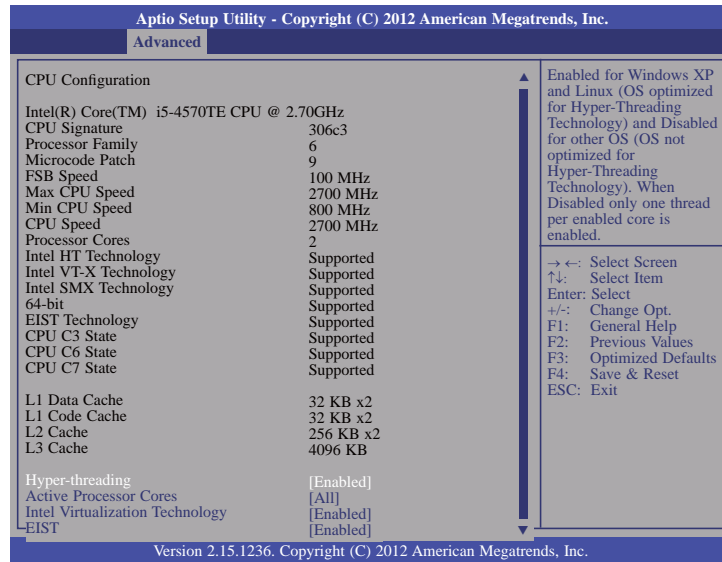 Aptio Setup Utility - Copyright (C) 2012 American Megatrends, Inc.
Advanced
CPU Configuration
Intel(R) Core(TM) i5-4570TE CPU @ 2.70GHz
CPU Signature 306c3
Processor Family 6
Microcode Patch 9
FSB Speed 100 MHz
Max CPU Speed 2700 MHz
Min CPU Speed 800 MHz
CPU Speed 2700 MHz
Processor Cores 2
Intel HT Technology Supported
Intel VT-X Technology Supported
Intel SMX Technology Supported
64-bit Supported
EIST Technology Supported
CPU C3 State Supported
CPU C6 State Supported
CPU C7 State Supported
L1 Data Cache 32 KB x2
L1 Code Cache 32 KB x2
L2 Cache 256 KB x2
L3 Cache 4096 KB
Hyper-threading [Enabled]
Active Processor Cores [All]
Intel Virtualization Technology [Enabled]
EIST [Enabled]
Enabled for Windows XP
and Linux (OS optimized
for Hyper-Threading
Technology) and Disabled
for other OS (OS not
optimized for
Hyper-Threading
Technology). When
Disabled only one thread
per enabled core is
enabled.
→←: Select Screen
↑↓: Select Item
Enter: Select
+/-: Change Opt.
F1: General Help
F2: Previous Values
F3: Optimized Defaults
F4: Save & Reset
ESC: Exit
Version 2.15.1236. Copyright (C) 2012 American Megatrends, Inc.